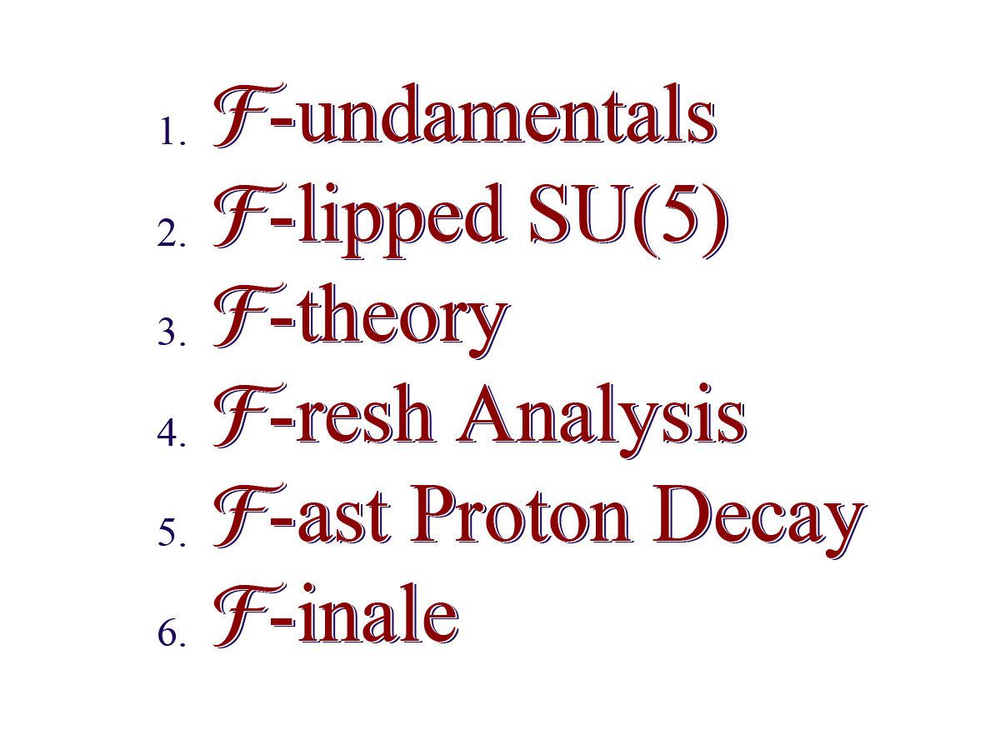 1. ℱ-undamentals
2. ℱ-lipped SU(5)
3. ℱ-theory
4. ℱ-resh Analysis
5. ℱ-ast Proton Decay
6. ℱ-inale